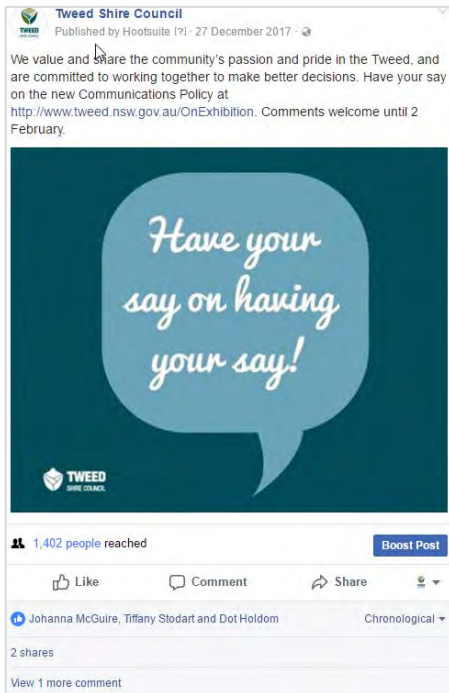 Tweed Shire Council
Published by Hootsuite [?] · 27 December 2017 ·
We value and share the community's passion and pride in the Tweed, and
are committed to working together to make better decisions. Have your say
on the new Communications Policy at
http://www.tweed.nsw.gov.au/OnExhibition. Comments welcome until 2
February.
Have your
say on having
your say!
TWEED
SHIRE COUNCIL
1,402 people reached
Boost Post
Like Comment Share
Johanna McGuire, Tiffany Stodart and Dot Holdom Chronological
2 shares
View 1 more comment